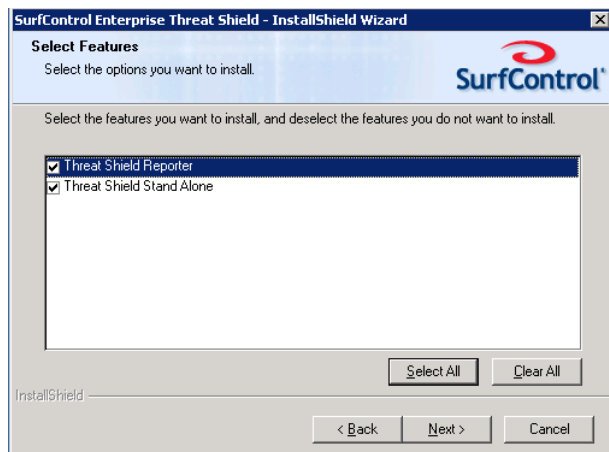 SurfControl Enterprise Threat Shield - InstallShield Wizard
Select Features
Select the options you want to install.
SurfControl
Select the features you want to install, and deselect the features you do not want to install.
Threat Shield Reporter
Threat Shield Stand Alone
Select All
Clear All
InstallShield
< Back
Next >
Cancel